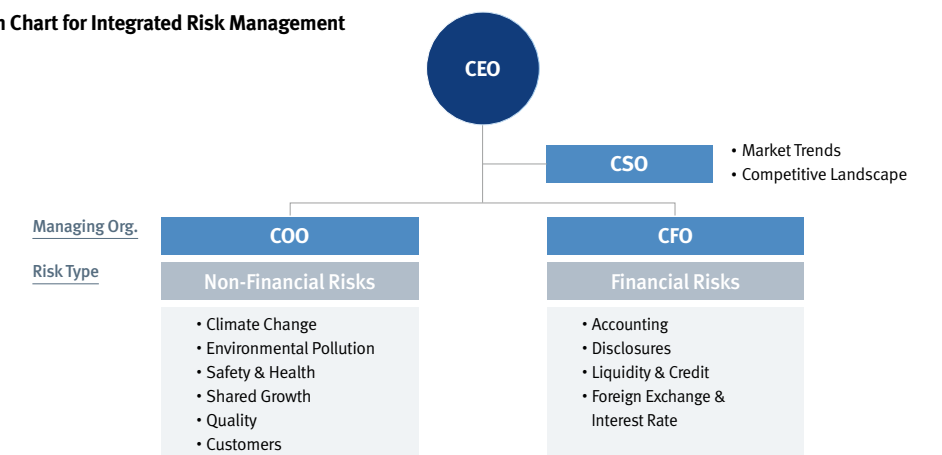 Chart for Integrated Risk Management
CEO
CSO
• Market Trends
• Competitive Landscape
Managing Org.
COO
CFO
Risk Type
Non-Financial Risks
Financial Risks
• Climate Change
• Environmental Pollution
• Safety & Health
• Shared Growth
• Quality
• Customers
• Accounting
• Disclosures
• Liquidity & Credit
• Foreign Exchange &
Interest Rate